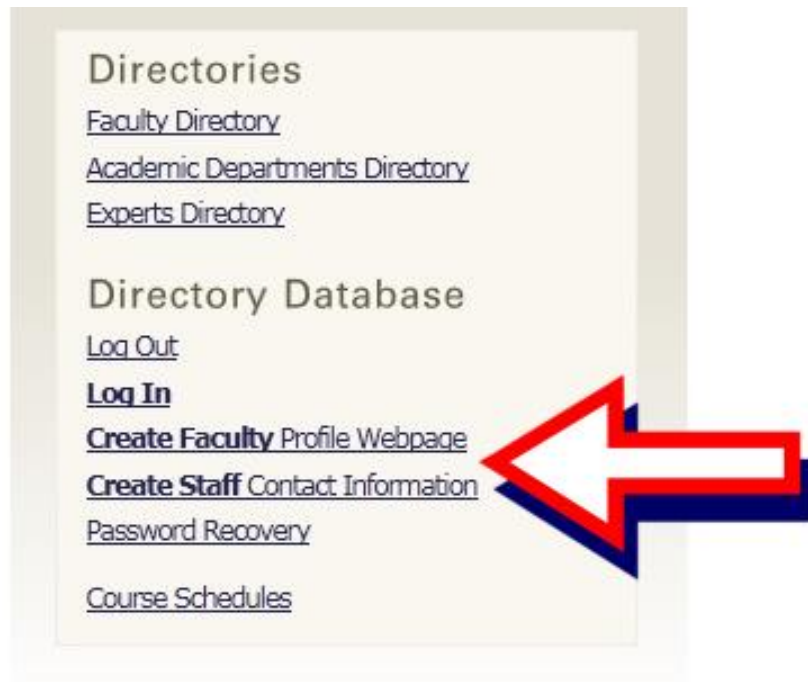 Directories
Faculty Directory
Academic Departments Directory
Experts Directory
Directory Database
Log Out
Log In
Create Faculty Profile Webpage
Create Staff Contact Information
Password Recovery
Course Schedules